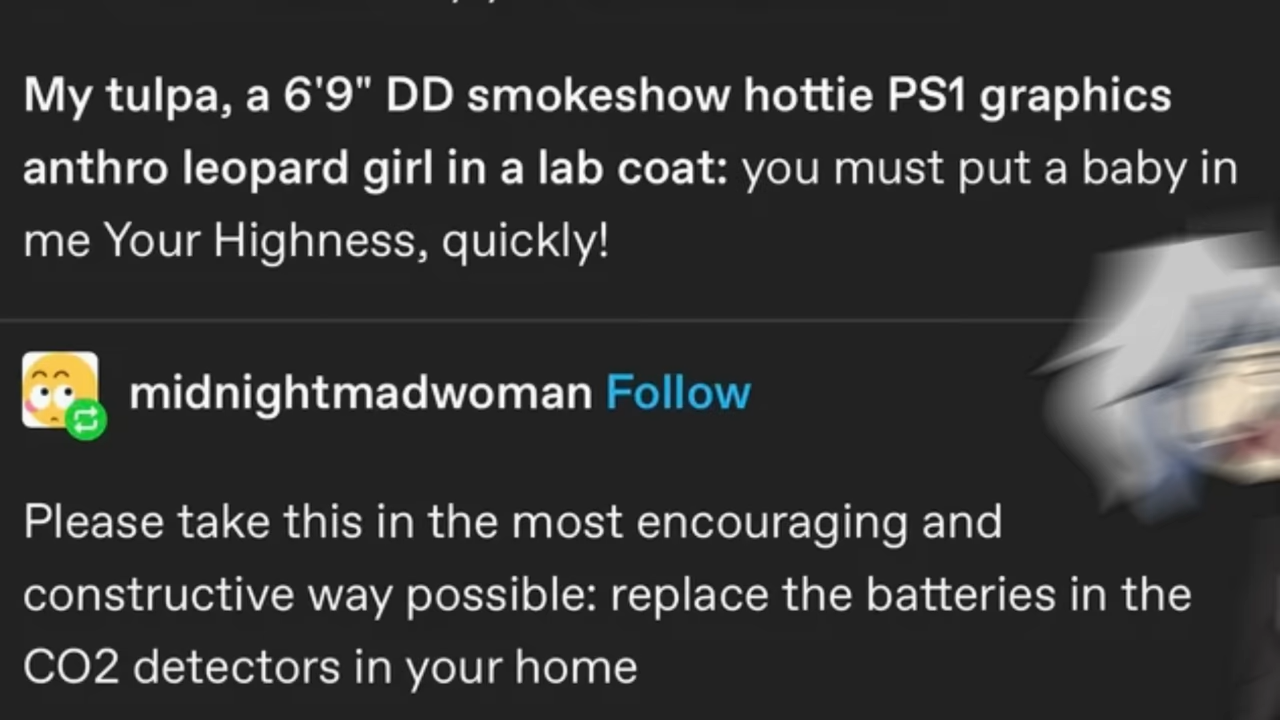 My tulpa, a 6'9" DD smokeshow hottie PS1 graphics
anthro leopard girl in a lab coat: you must put a baby in
me Your Highness, quickly!
midnightmadwoman Follow
Please take this in the most encouraging and
constructive way possible: replace the batteries in the
CO2 detectors in your home